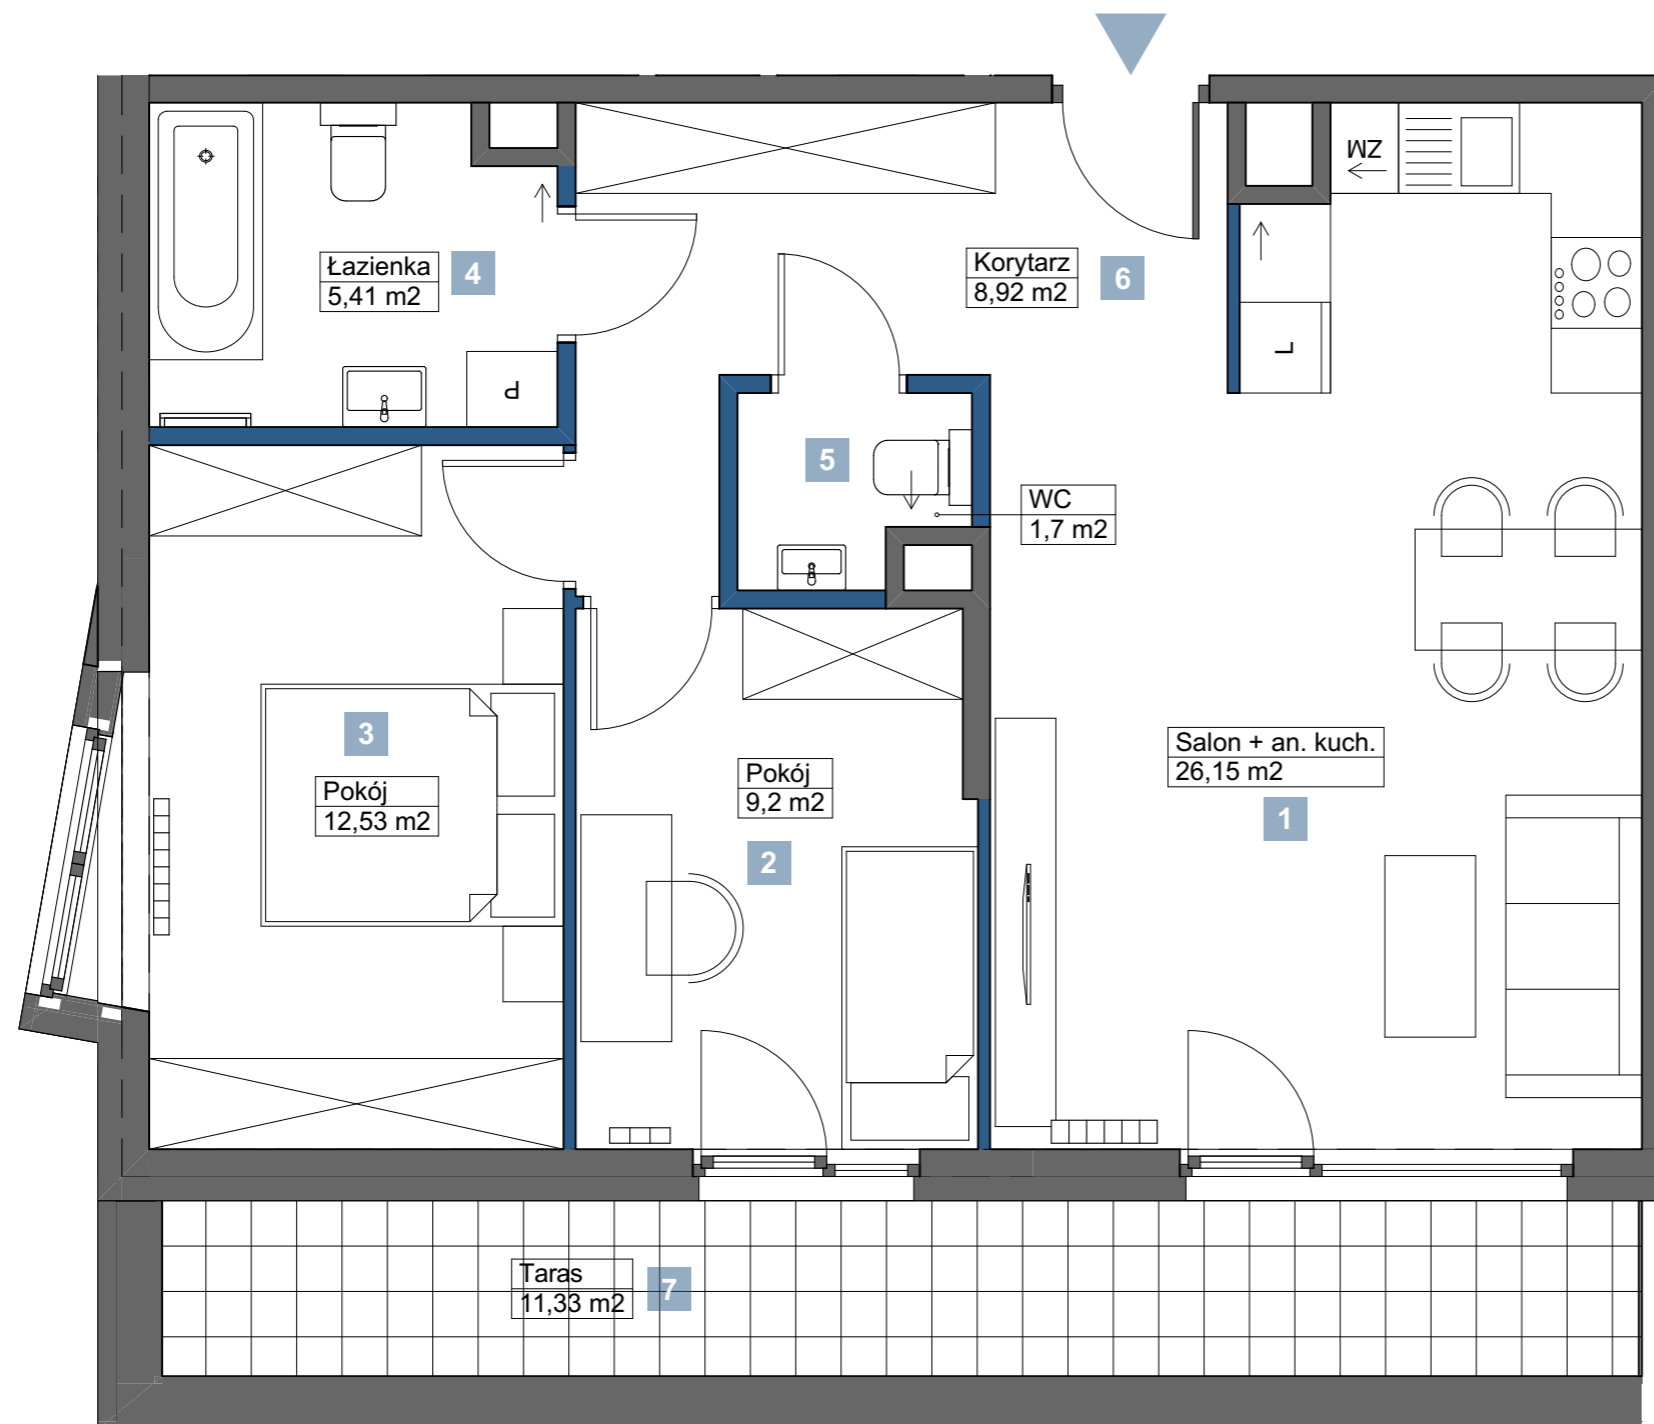 ZM
Łazienka
5,41 m2
4
Korytarz
8,92 m2
6
L
P
5
WC
1,7 m2
3
Pokój
12,53 m2
Pokój
9,2 m2
2
Salon + an. kuch.
26,15 m2
1
Taras
11,33 m2
7